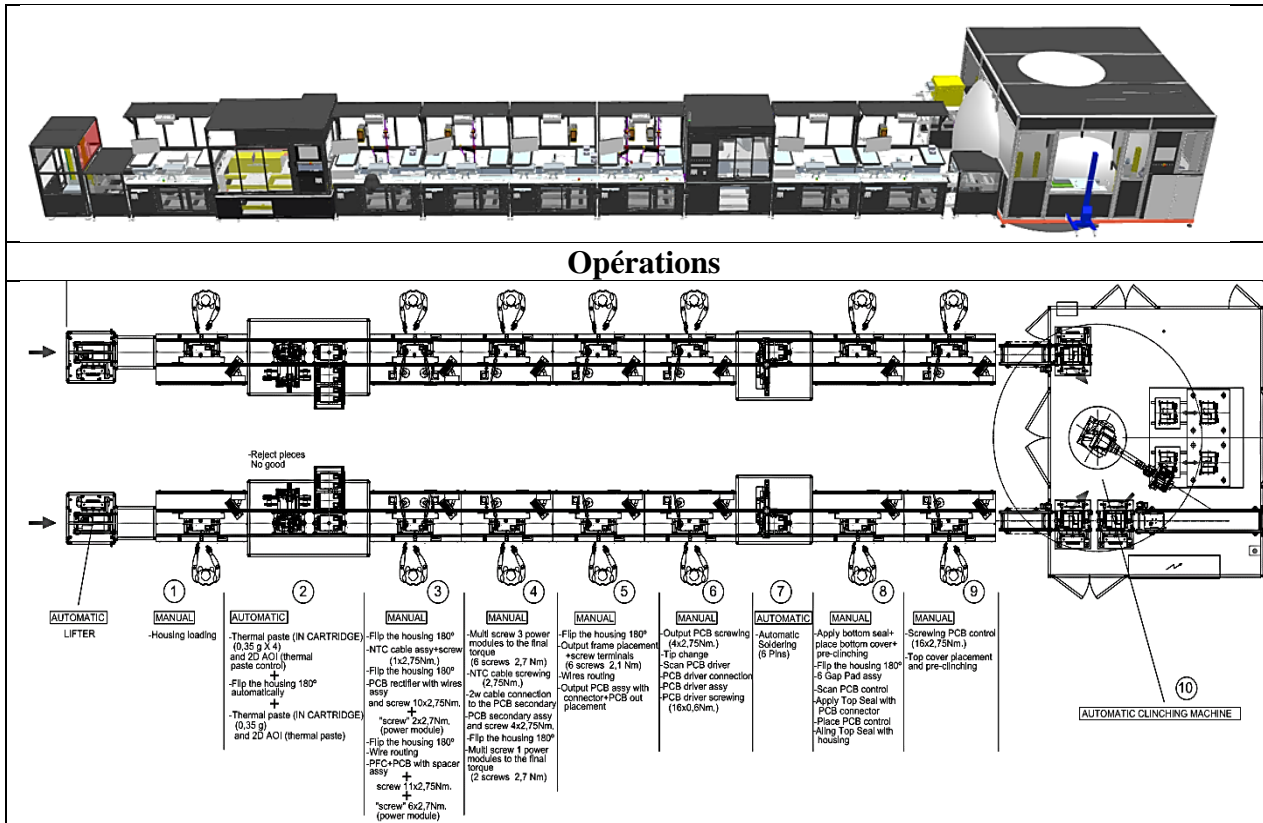 Opérations
-Reject pieces
No good
AUTOMATIC
LIFTER
1
MANUAL
-Housing loading
2
AUTOMATIC
-Thermal paste (IN CARTRIDGE)
(0,35 g X 4)
and 2D AOI (thermal
paste control)
+
-Flip the housing 180º
automatically
+
-Thermal paste (IN CARTRIDGE)
(0,35 g)
and 2D AOI (thermal paste)
3
MANUAL
-Flip the housing 180º
-NTC cable assy+screw
(1x2,75Nm.)
-Flip the housing 180º
-PCB rectifier with wires
assy
and screw 10x2,75Nm.
+
"screw" 2x2,7Nm.
(power module)
-Flip the housing 180º
-Wire routing
-PFC+PCB with spacer
assy
+
screw 11x2,75Nm.
+
"screw" 6x2,7Nm.
(power module)
4
MANUAL
-Multi screw 3 power
modules to the final
torque
(6 screws 2,7 Nm)
-NTC cable screwing
(2,75Nm.)
-2w cable connection
to the PCB secondary
-PCB secondary assy
and screw 4x2,75Nm.
-Flip the housing 180º
-Multi screw 1 power
modules to the final
torque
(2 screws 2,7 Nm)
5
MANUAL
-Flip the housing 180º
-Output frame placement
+screw terminals
(6 screws 2,1 Nm)
-Wires routing
-Output PCB assy with
connector+PCB out
placement
6
MANUAL
-Output PCB screwing
(4x2,75Nm.)
-Tip change
-Scan PCB driver
-PCB driver connection
-PCB driver assy
-PCB driver screwing
(16x0,6Nm.)
7
AUTOMATIC
-Automatic
Soldering
(6 Pins)
8
MANUAL
-Apply bottom seal+
place bottom cover+
pre-clinching
-Flip the housing 180º
-6 Gap Pad assy
-Scan PCB control
-Apply Top Seal with
PCB connector
-Place PCB control
-Aling Top Seal with
housing
9
MANUAL
-Screwing PCB control
(16x2,75Nm.)
-Top cover placement
and pre-clinching
10
AUTOMATIC CLINCHING MACHINE